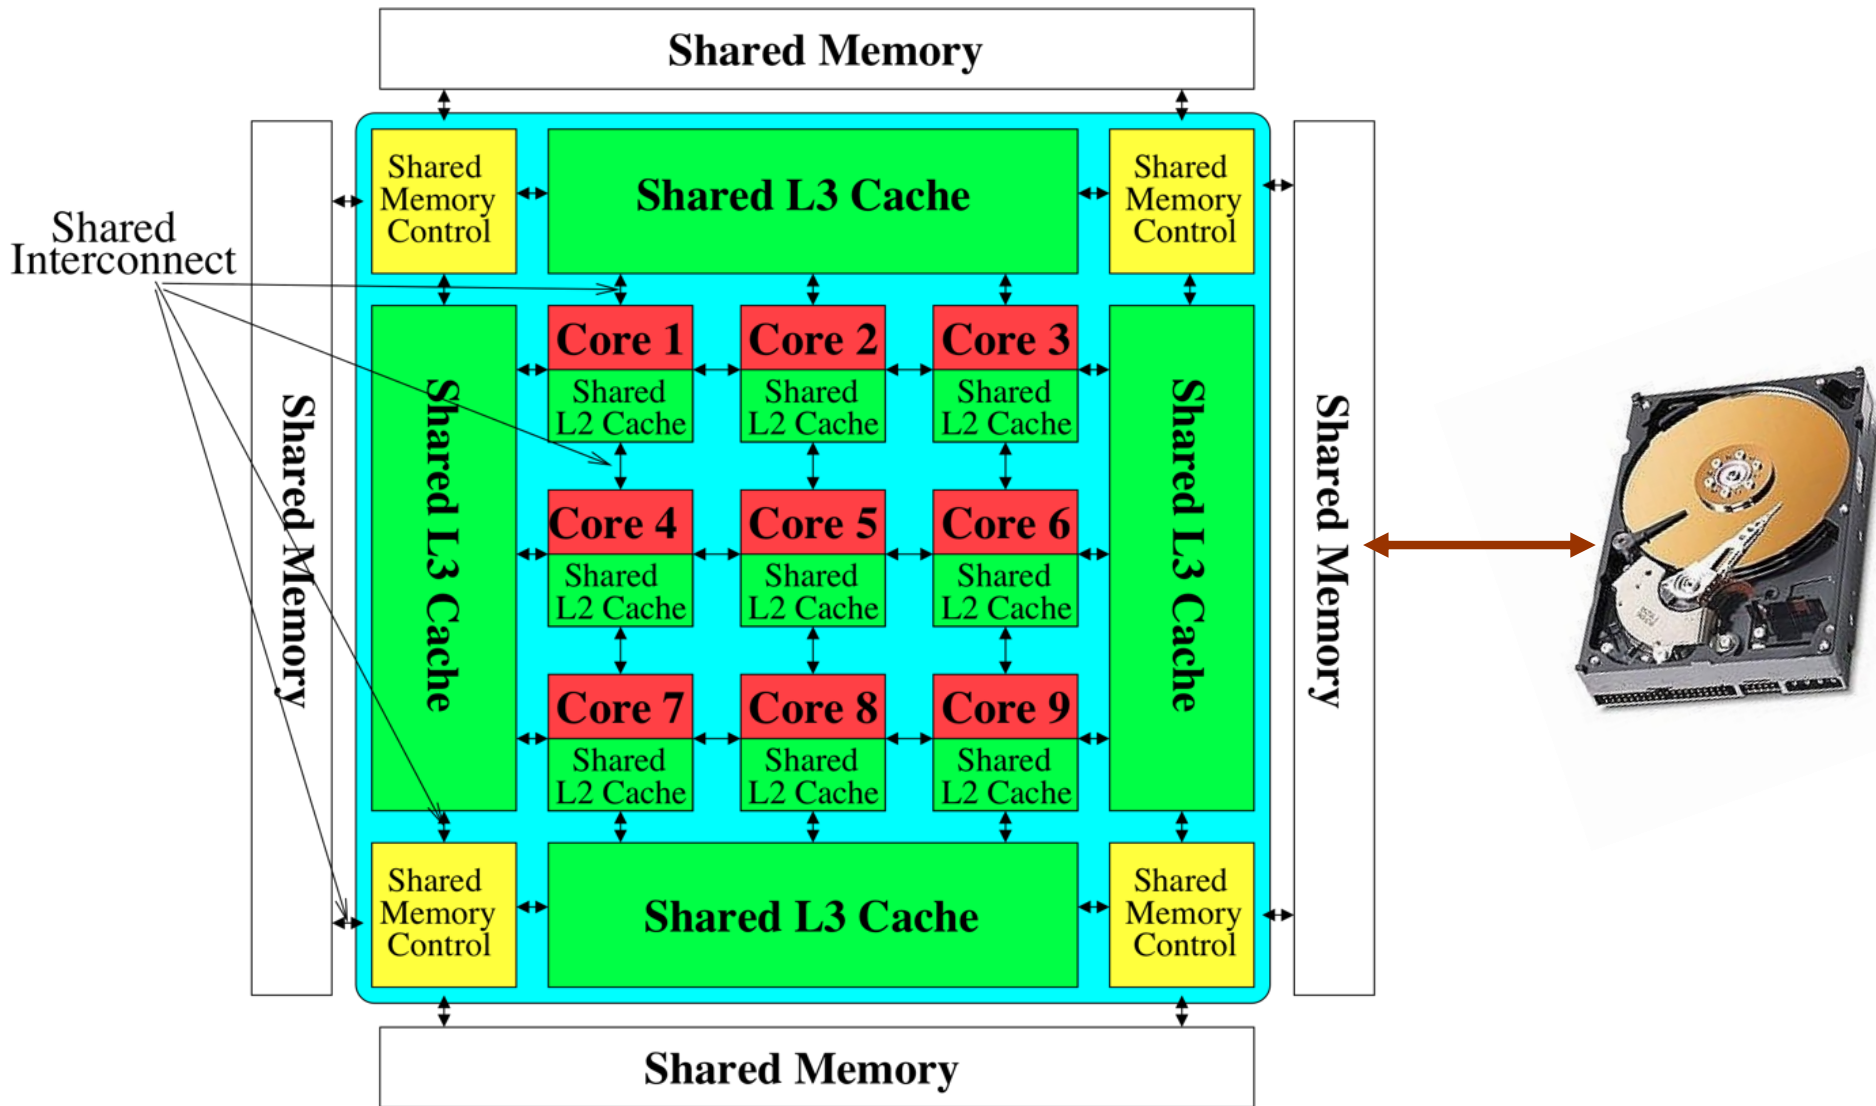 Shared Memory
Shared
Memory
Control
Shared L3 Cache
Shared
Memory
Control
Shared
Interconnect
Shared Memory
Shared L3 Cache
Core 1
Shared
L2 Cache
Core 2
Shared
L2 Cache
Core 3
Shared
L2 Cache
Core 4
Shared
L2 Cache
Core 5
Shared
L2 Cache
Core 6
Shared
L2 Cache
Core 7
Shared
L2 Cache
Core 8
Shared
L2 Cache
Core 9
Shared
L2 Cache
Shared L3 Cache
Shared Memory
Shared
Memory
Control
Shared L3 Cache
Shared
Memory
Control
Shared Memory